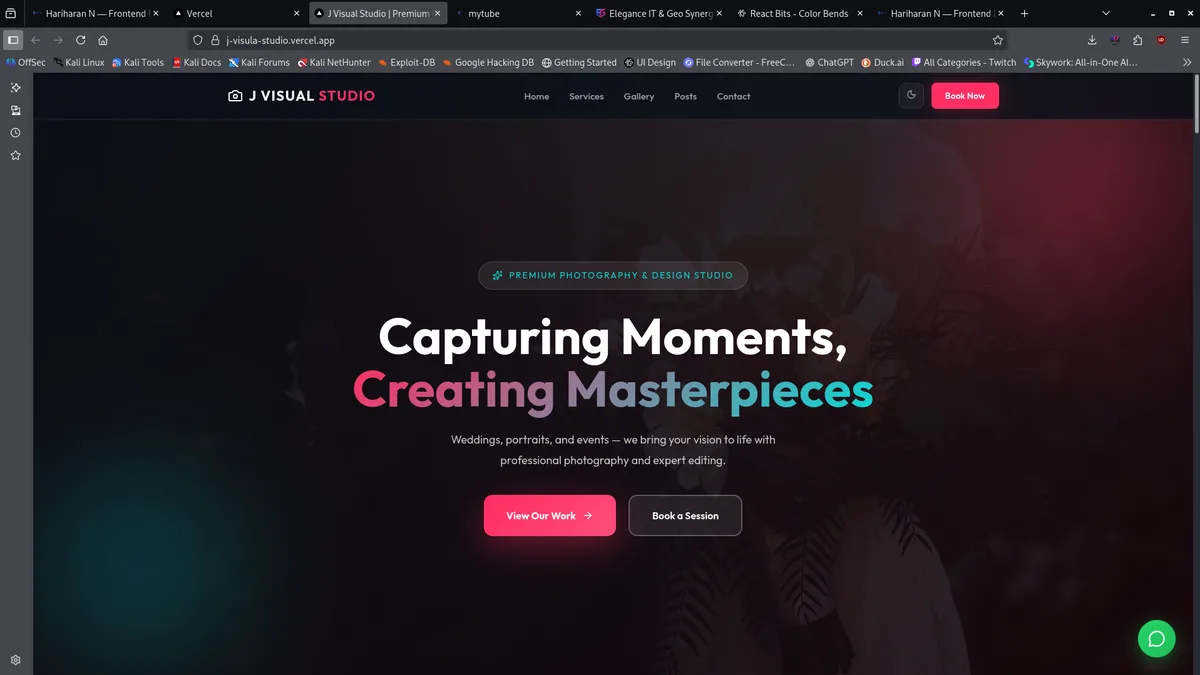 Hariharan N — Frontend
Vercel
J Visual Studio | Premium
mytube
Elegance IT & Geo Synerg
React Bits - Color Bends
Hariharan N — Frontend
j-visula-studio.vercel.app
OffSec
Kali Linux
Kali Tools
Kali Docs
Kali Forums
Kali NetHunter
Exploit-DB
Google Hacking DB
Getting Started
UI Design
File Converter - FreeC...
ChatGPT
Duck.ai
All Categories - Twitch
Skywork: All-in-One AI...
J VISUAL STUDIO
Home
Services
Gallery
Posts
Contact
Book Now
PREMIUM PHOTOGRAPHY & DESIGN STUDIO
Capturing Moments,
Creating Masterpieces
Weddings, portraits, and events — we bring your vision to life with
professional photography and expert editing.
View Our Work →
Book a Session